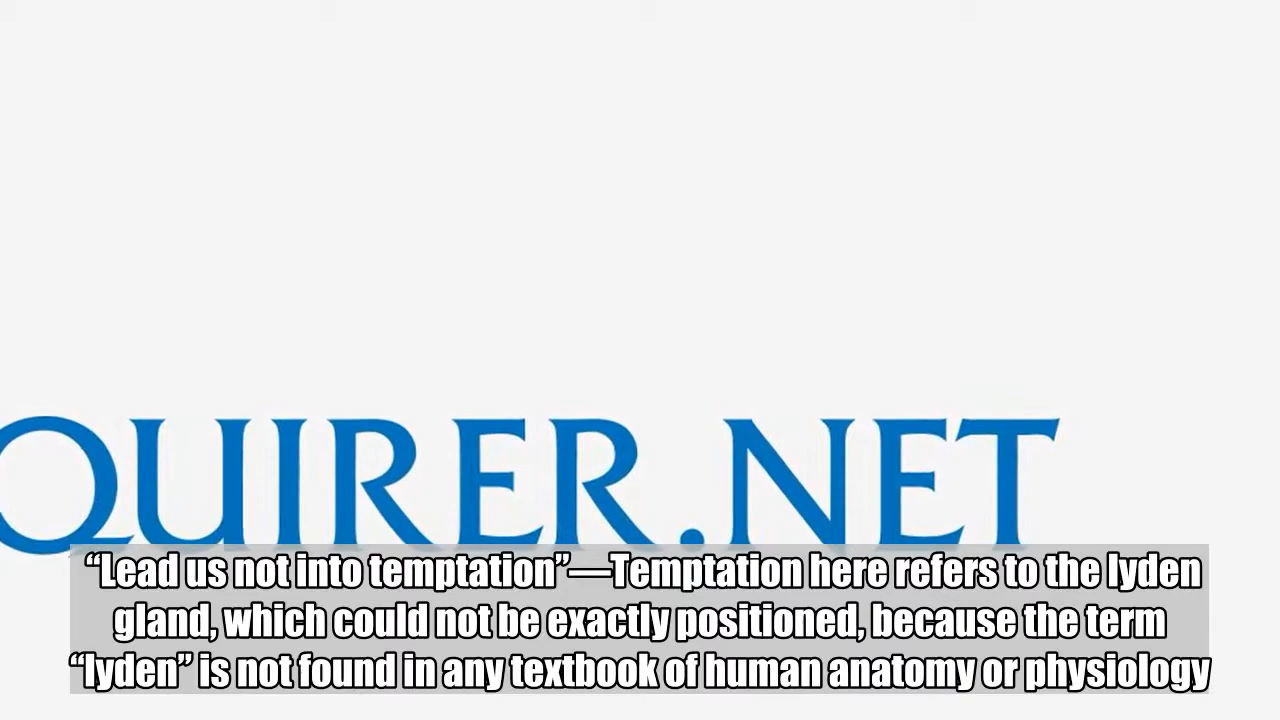 QUIRER.NET
“Lead us not into temptation”—Temptation here refers to the lyden
gland, which could not be exactly positioned, because the term
“lyden” is not found in any textbook of human anatomy or physiology